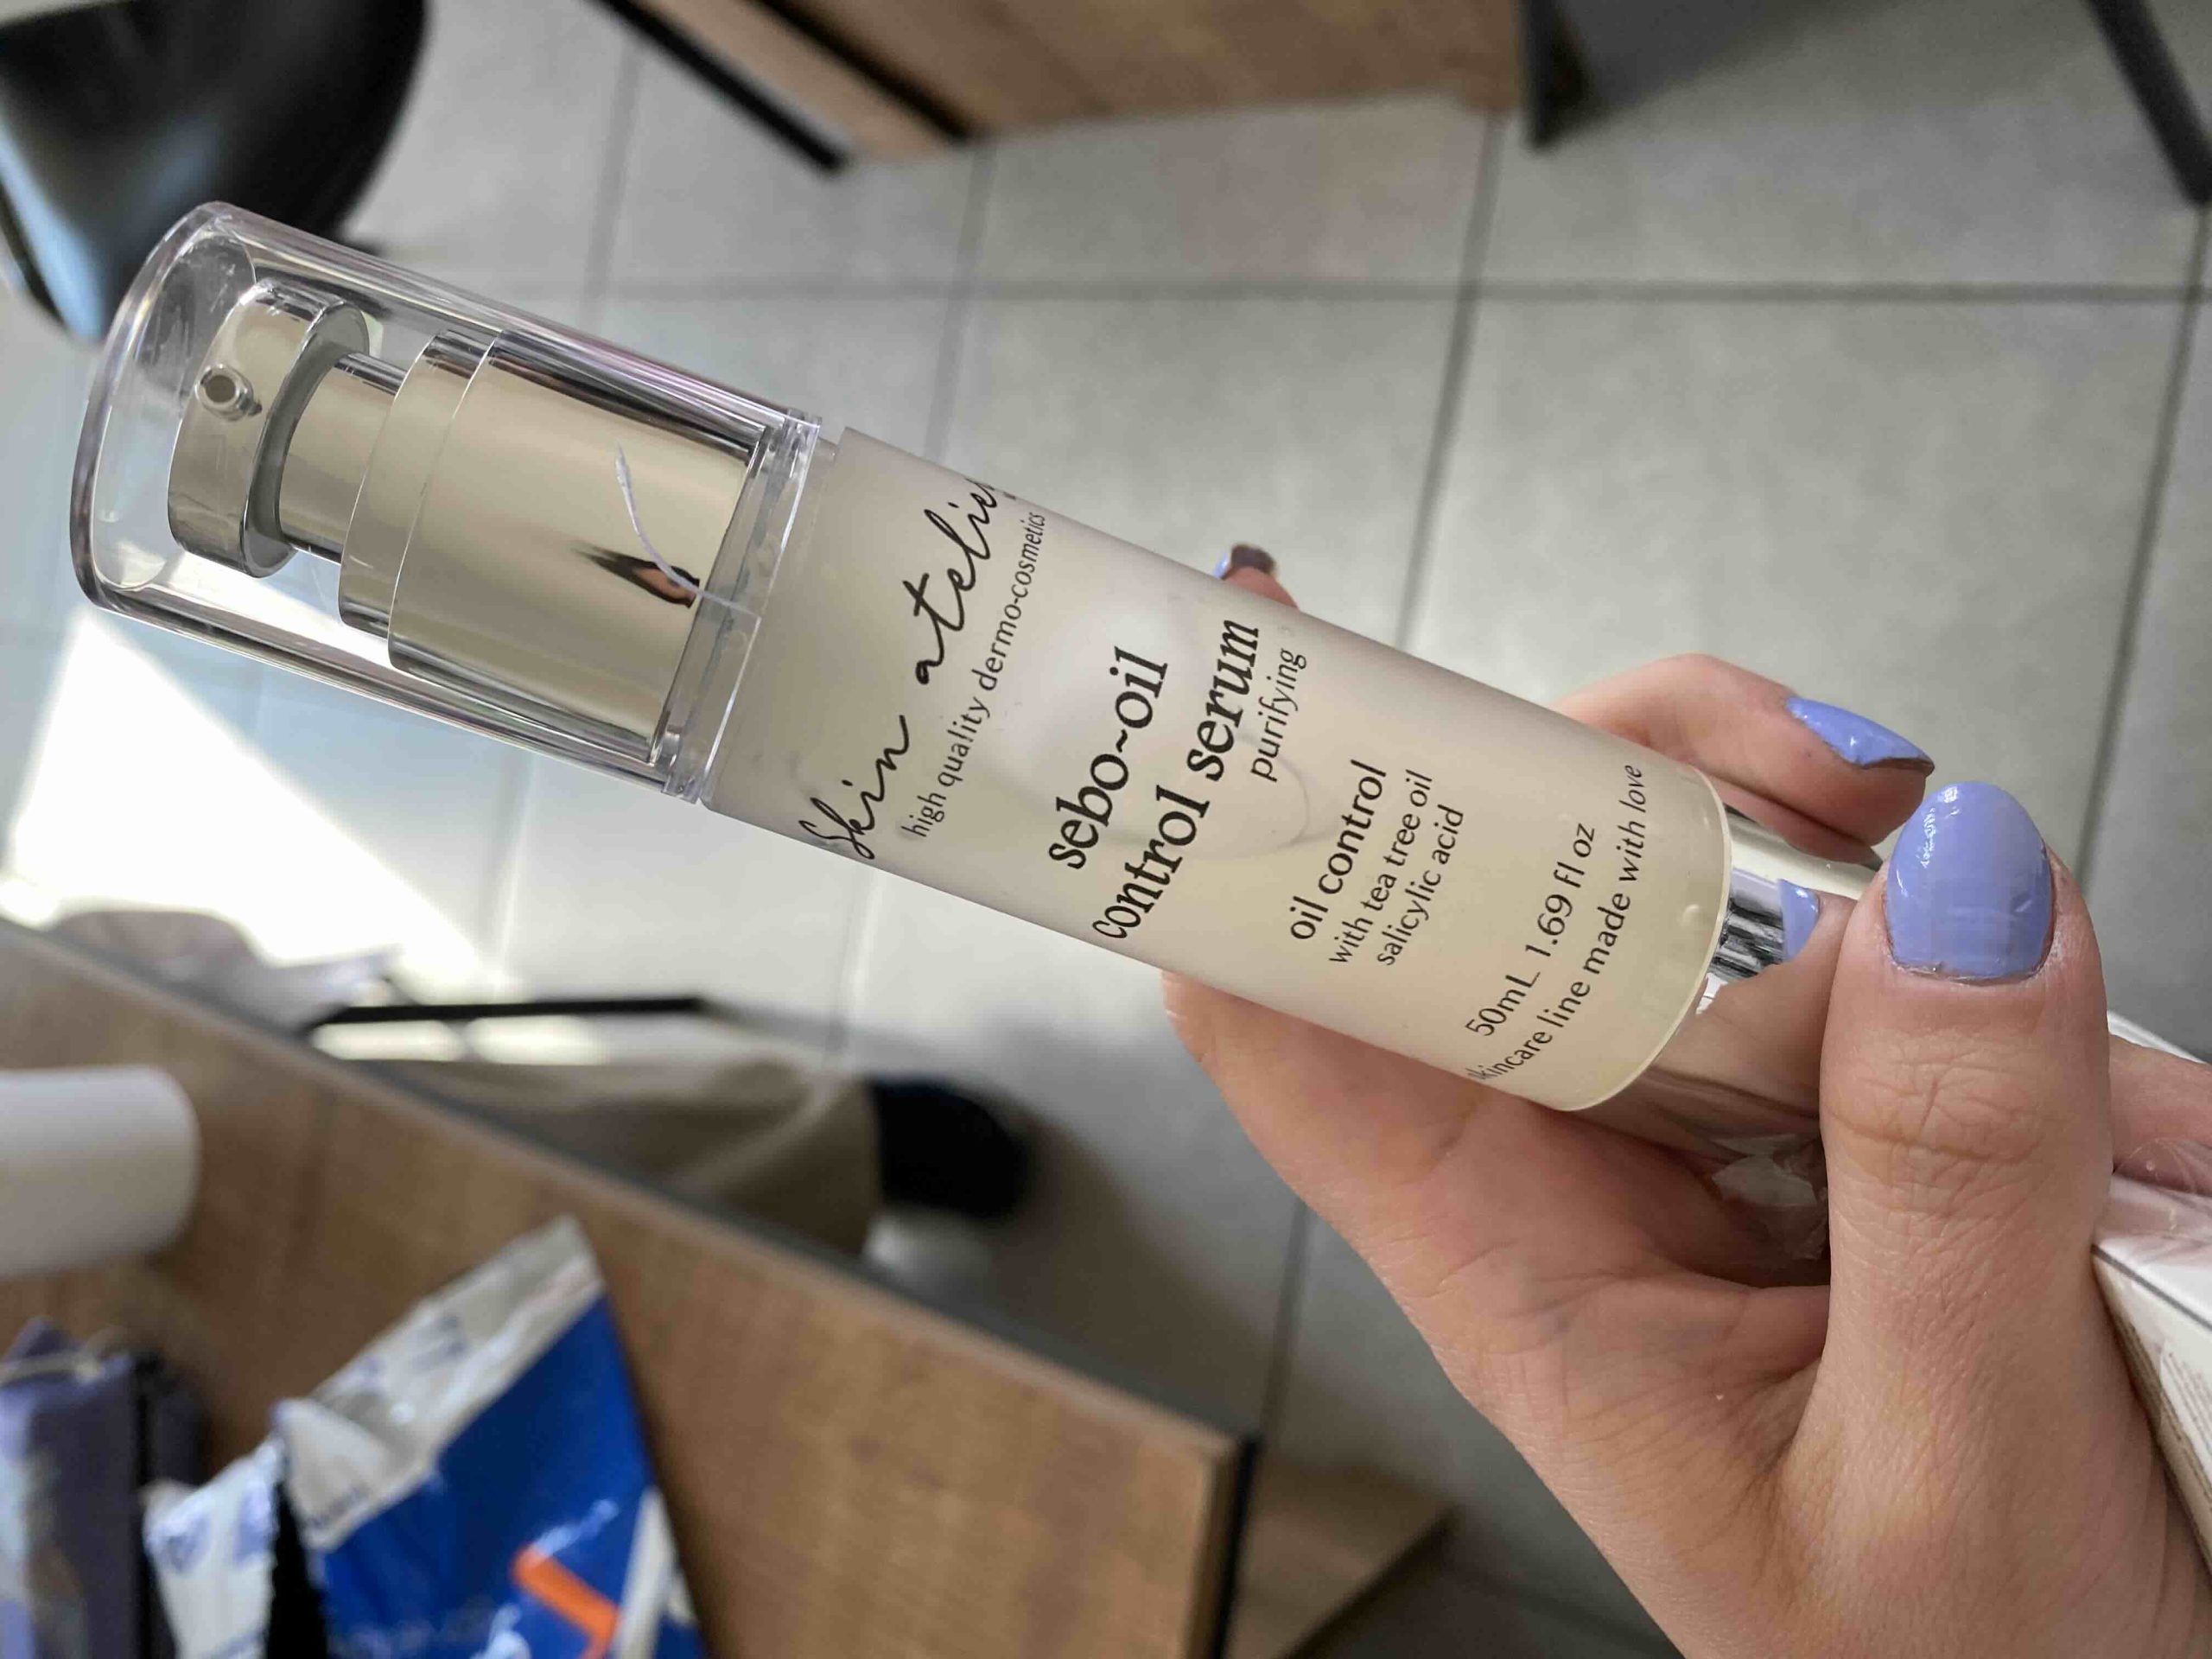 skin atelier
high quality dermo-cosmetics
sebo~oil
control serum
purifying
oil control
with tea tree oil
salicylic acid
50mL 1.69 fl oz
skincare line made with love